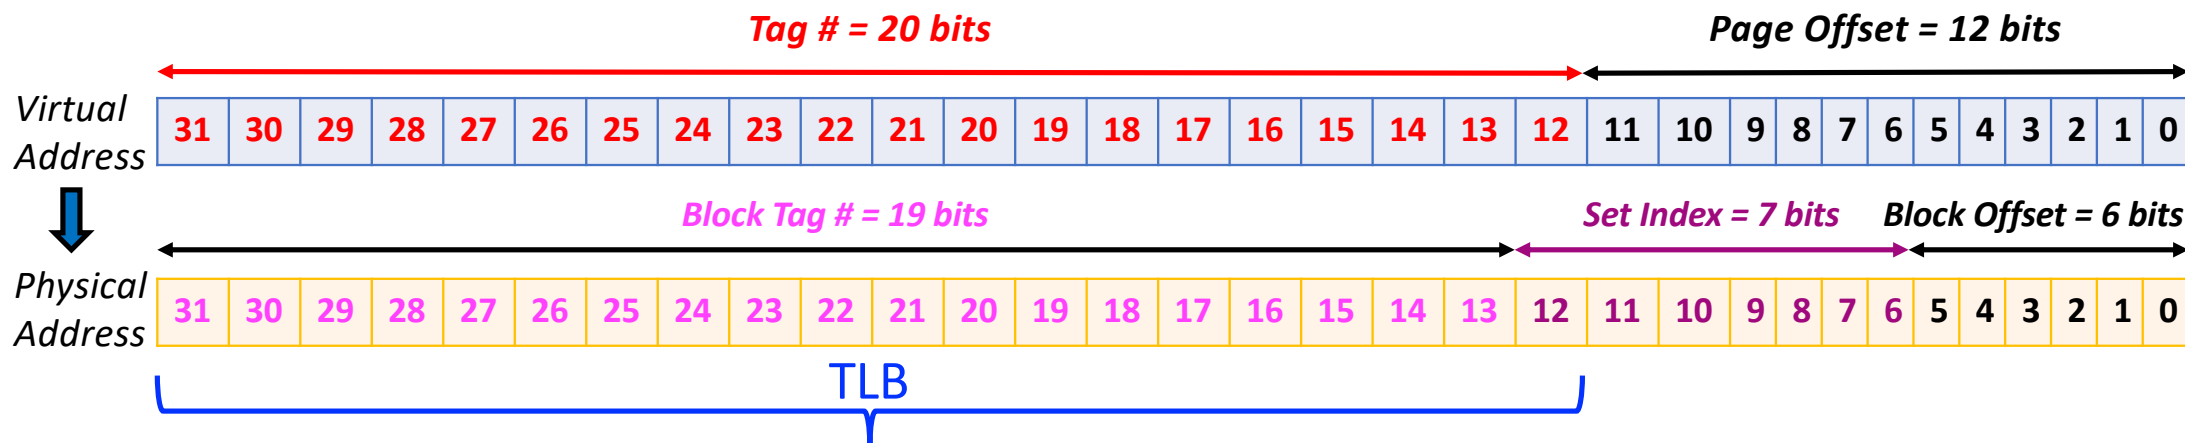 Tag # = 20 bits Page Offset = 12 bits
Virtual
Address
31 30 29 28 27 26 25 24 23 22 21 20 19 18 17 16 15 14 13 12 11 10 9 8 7 6 5 4 3 2 1 0
Block Tag # = 19 bits Set Index = 7 bits Block Offset = 6 bits
Physical
Address
31 30 29 28 27 26 25 24 23 22 21 20 19 18 17 16 15 14 13 12 11 10 9 8 7 6 5 4 3 2 1 0
TLB